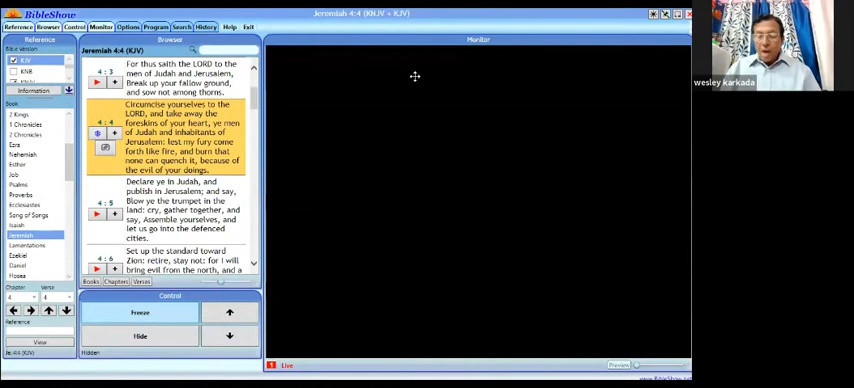 BibleShow
Jeremiah 4:4 (KNJV + KJV)
Reference Browser Control Monitor Options Program Search History Help Exit
Reference
Bible Version
KJV
KNB
Information
Book
2 Kings
1 Chronicles
2 Chronicles
Ezra
Nehemiah
Esther
Job
Psalms
Proverbs
Ecclesiastes
Song of Songs
Isaiah
Jeremiah
Lamentations
Ezekiel
Daniel
Hosea
Chapter Verse
4 4
Reference
View
Je 4:4 (KJV)
Browser
Jeremiah 4:4 (KJV)
4 : 3
For thus saith the LORD to the
men of Judah and Jerusalem,
Break up your fallow ground,
and sow not among thorns.
4 : 4
Circumcise yourselves to the
LORD, and take away the
foreskins of your heart, ye men
of Judah and inhabitants of
Jerusalem: lest my fury come
forth like fire, and burn that
none can quench it, because of
the evil of your doings.
4 : 5
Declare ye in Judah, and
publish in Jerusalem; and say,
Blow ye the trumpet in the
land: cry, gather together, and
say, Assemble yourselves, and
let us go into the defenced
cities.
4 : 6
Set up the standard toward
Zion: retire, stay not: for I will
bring evil from the north, and a
Books Chapters Verses
Control
Freeze
Hide
Hidden
Monitor
1 Live
Preview
www.BibleShow.net
wesley karkada